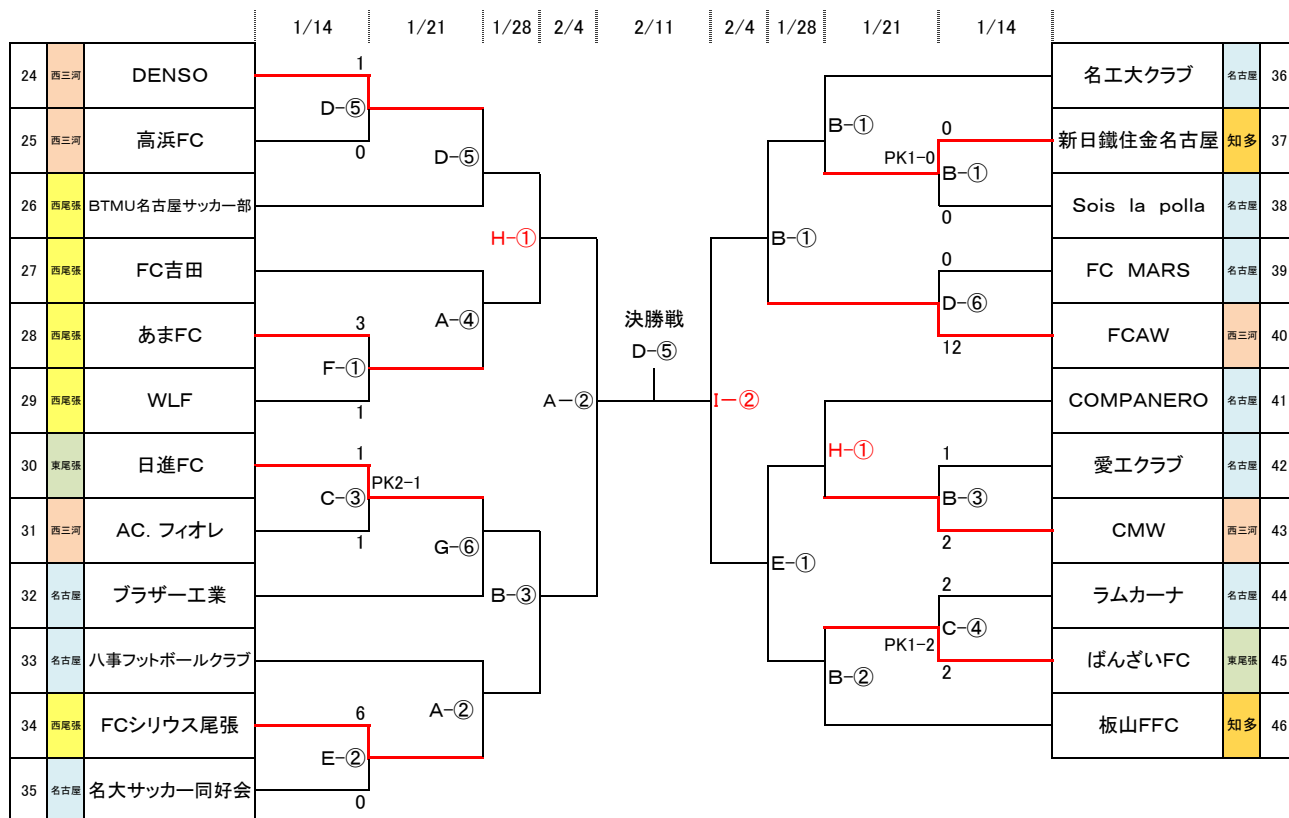 1/14 1/21 1/28 2/4 2/11 2/4 1/28 1/21 1/14
24 西三河 DENSO
1
D-⑤
25 西三河 高浜FC
0
D-⑤
26 西尾張 BTMU名古屋サッカー部
H-①
27 西尾張 FC吉田
A-④
28 西尾張 あまFC
3
F-①
29 西尾張 WLF
1
A-②
30 東尾張 日進FC
1
PK2-1
C-③
31 西三河 AC.フィオレ
1
G-⑥
32 名古屋 ブラザー工業
B-③
33 名古屋 八事フットボールクラブ
A-②
34 西尾張 FCシリウス尾張
6
E-②
35 名古屋 名大サッカー同好会
0
決勝戦
D-⑤
名工大クラブ 名古屋 36
B-①
0
新日鐵住金名古屋 知多 37
PK1-0
B-①
Sois la polla 名古屋 38
0
B-①
FC MARS 名古屋 39
0
D-⑥
FCAW 西三河 40
12
I-②
COMPANERO 名古屋 41
H-①
愛工クラブ 名古屋 42
1
B-③
CMW 西三河 43
2
E-①
ラムカーナ 名古屋 44
2
C-④
PK1-2
ばんざいFC 東尾張 45
2
B-②
板山FFC 知多 46